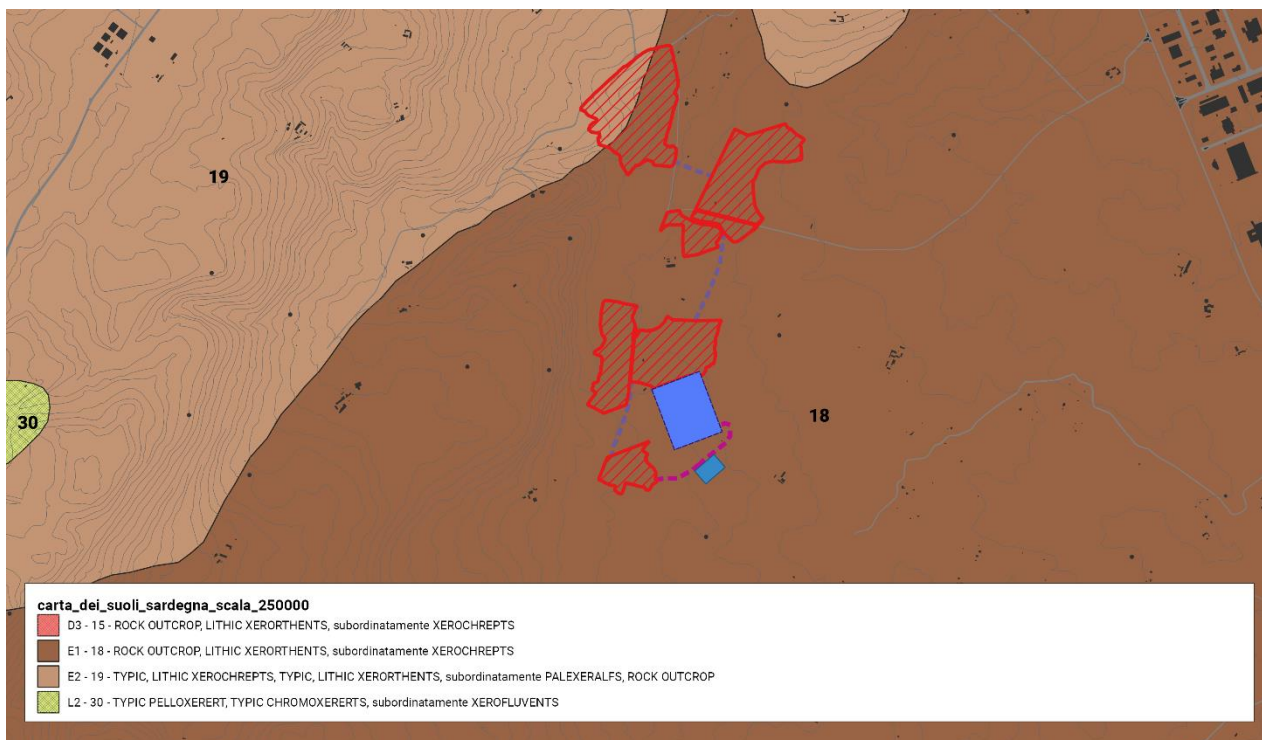 19
18
30
carta_dei_suoli_sardegna_scala_250000
D3 - 15 - ROCK OUTCROP, LITHIC XERORTHENTS, subordinatamente XEROCHREPTS
E1 - 18 - ROCK OUTCROP, LITHIC XERORTHENTS, subordinatamente XEROCHREPTS
E2 - 19 - TYPIC, LITHIC XEROCHREPTS, TYPIC, LITHIC XERORTHENTS, subordinatamente PALEXERALFS, ROCK OUTCROP
L2 - 30 - TYPIC PELLOXERERT, TYPIC CHROMOXERERTS, subordinatamente XEROFLUVENTS